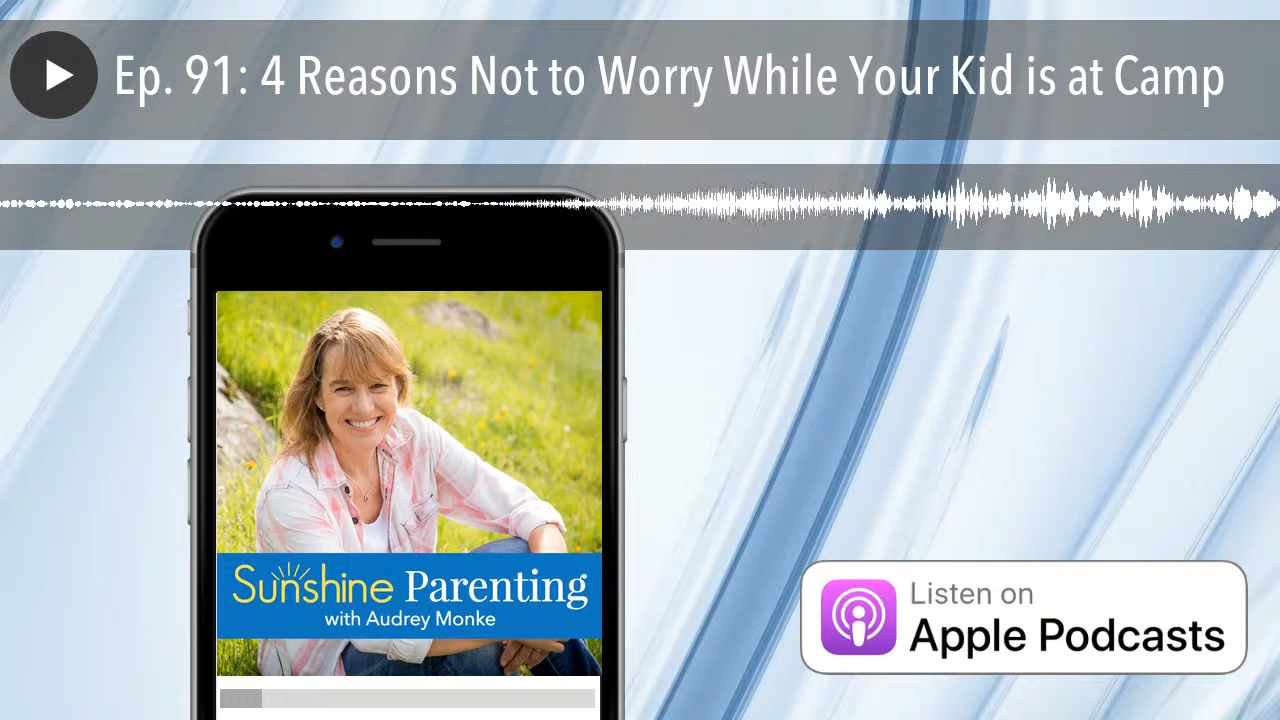 Ep. 91: 4 Reasons Not to Worry While Your Kid is at Camp
Sunshine Parenting
with Audrey Monke
Listen on
Apple Podcasts